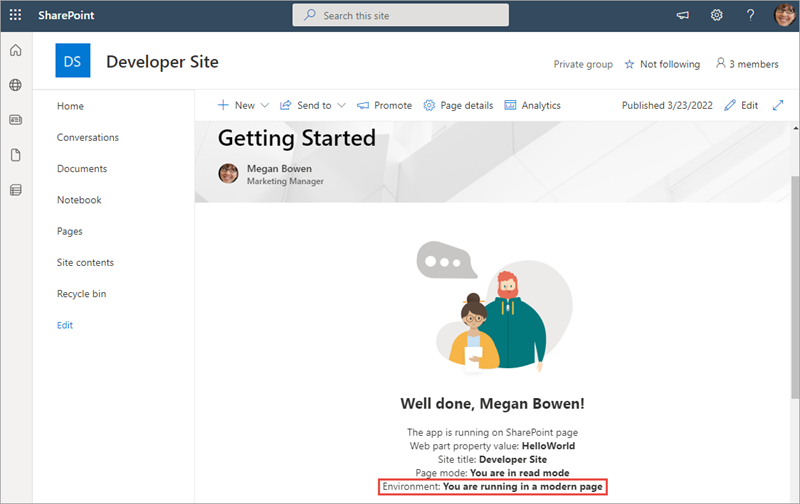 SharePoint
Search this site
?
DS
Developer Site
Private group
Not following
3 members
Home
Conversations
Documents
Notebook
Pages
Site contents
Recycle bin
Edit
New
Send to
Promote
Page details
Analytics
Published 3/23/2022
Edit
Getting Started
Megan Bowen
Marketing Manager
Well done, Megan Bowen!
The app is running on SharePoint page
Web part property value: HelloWorld
Site title: Developer Site
Page mode: You are in read mode
Environment: You are running in a modern page